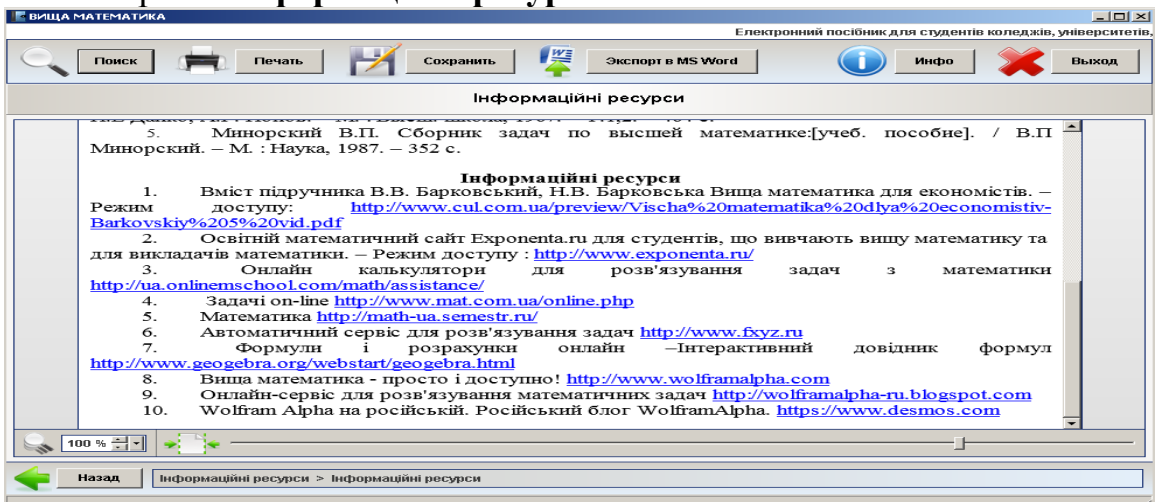 ВИЩА МАТЕМАТИКА
Електронний посібник для студентів коледжів, університетів,
Поиск Печать Сохранить Экспорт в MS Word Инфо Выход
Інформаційні ресурси
5. Минорский В.П. Сборник задач по высшей математике:[учеб. пособие]. / В.П
Минорский. – М. : Наука, 1987. – 352 с.
Інформаційні ресурси
1. Вміст підручника В.В. Барковський, Н.В. Барковська Вища математика для економістів. –
Режим доступу: http://www.cul.com.ua/preview/Vischa%20matematika%20dlya%20economistiv-
Barkovskiy%205%20vid.pdf
2. Освітній математичний сайт Exponenta.ru для студентів, що вивчають вищу математику та
для викладачів математики. – Режим доступу : http://www.exponenta.ru/
3. Онлайн калькулятори для розв'язування задач з математики
http://ua.onlinemschool.com/math/assistance/
4. Задачі on-line http://www.mat.com.ua/online.php
5. Математика http://math-ua.semestr.ru/
6. Автоматичний сервіс для розв'язування задач http://www.fxyz.ru
7. Формули і розрахунки онлайн –Інтерактивний довідник формул
http://www.geogebra.org/webstart/geogebra.html
8. Вища математика - просто і доступно! http://www.wolframalpha.com
9. Онлайн-сервіс для розв'язування математичних задач http://wolframalpha-ru.blogspot.com
10. Wolfram Alpha на російській. Російський блог WolframAlpha. https://www.desmos.com
100 %
Назад Інформаційні ресурси > Інформаційні ресурси